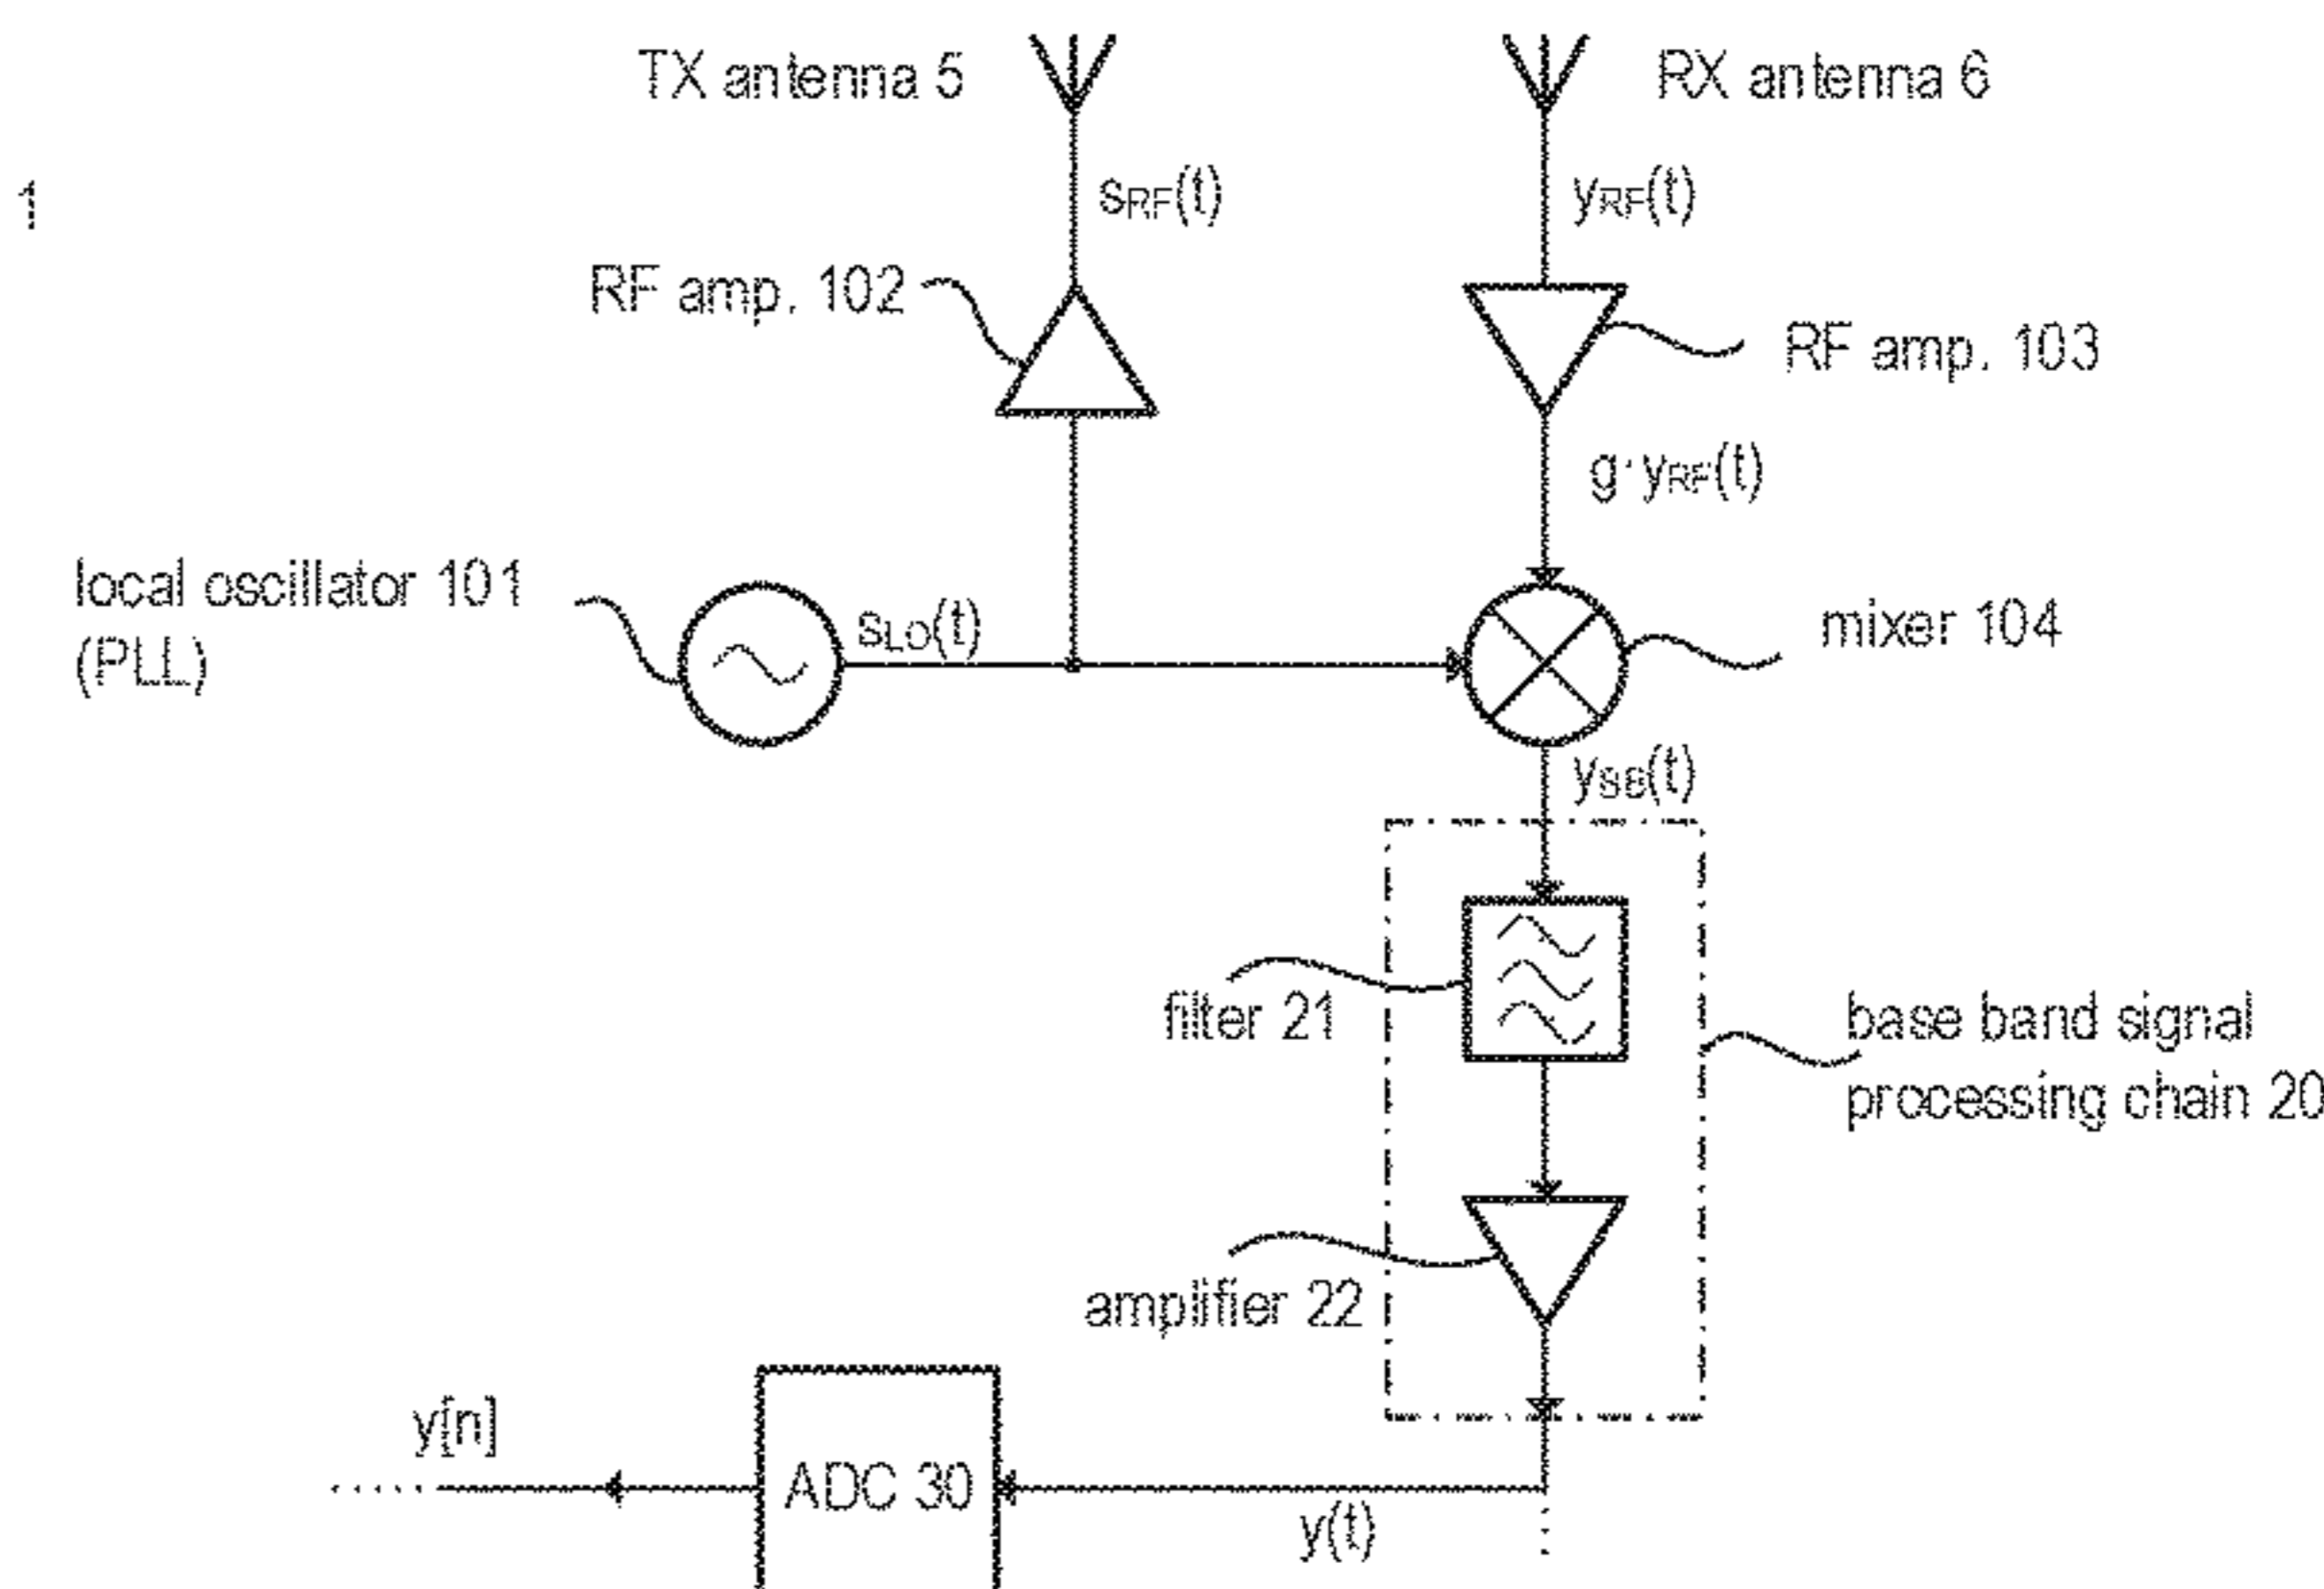 TX antenna 5
RX antenna 6
1
sRF(t)
yRF(t)
RF amp. 102
RF amp. 103
g·yRF(t)
local oscillator 101
(PLL)
sLO(t)
mixer 104
yBB(t)
filter 21
base band signal
processing chain 20
amplifier 22
y[n]
ADC 30
y(t)